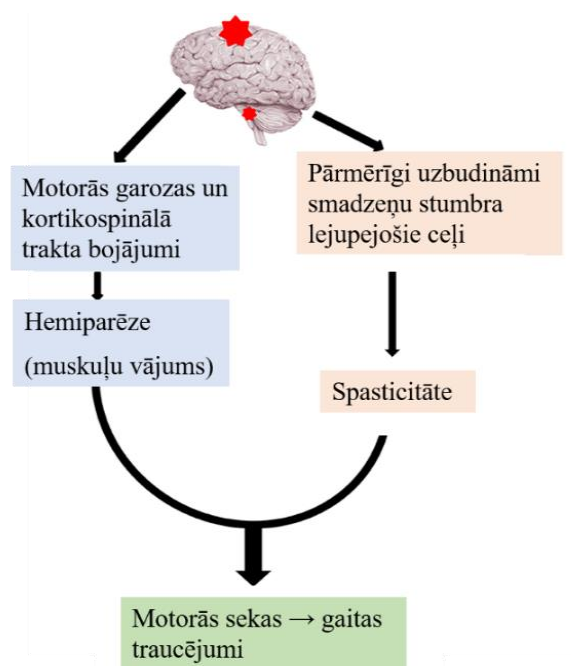 Motorās garozas un
kortikospinālā
trakta bojājumi
Pārmērīgi uzbudināmi
smadzeņu stumbra
lejupejošie ceļi
Hemiparēze
(muskuļu vājums)
Spasticitāte
Motorās sekas → gaitas
traucējumi